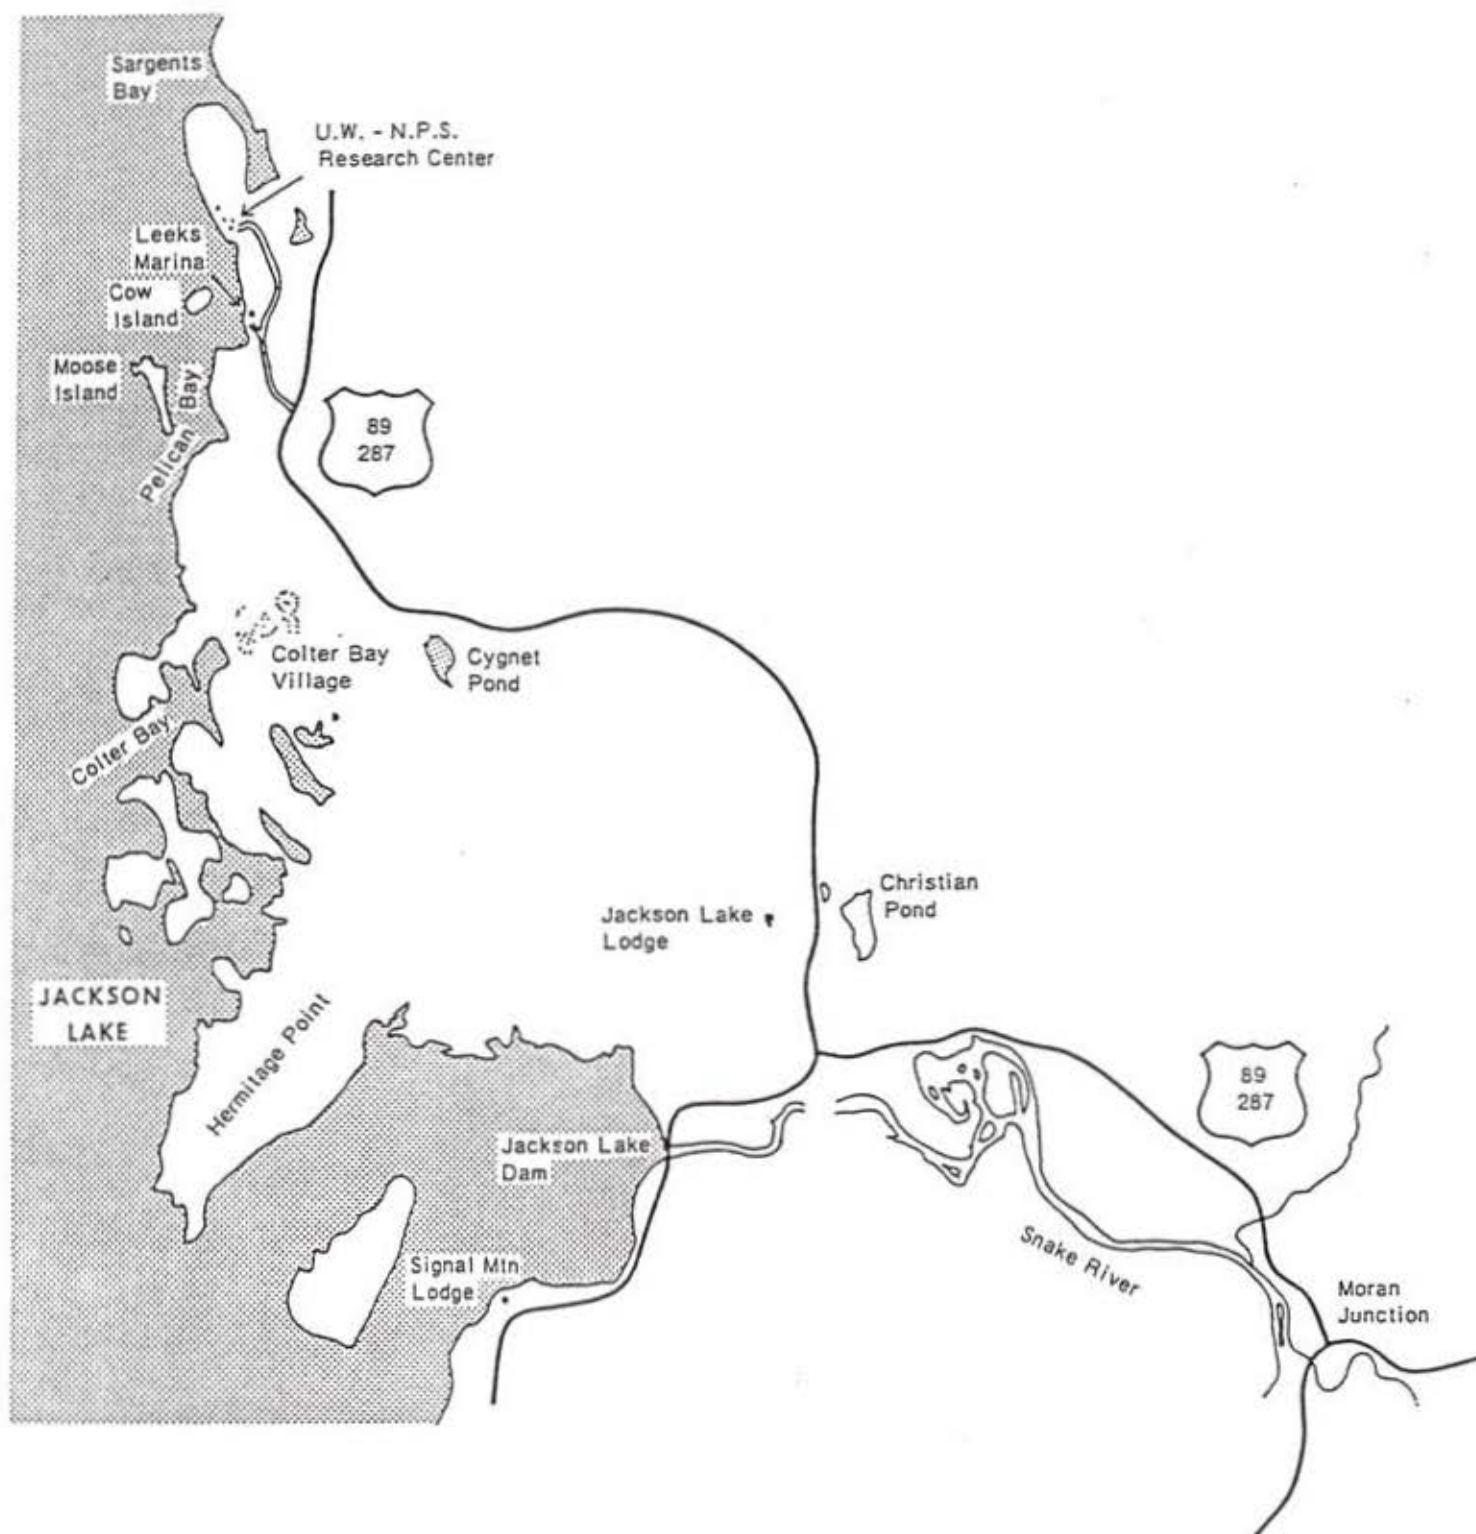 Sargents
Bay
U.W. - N.P.S.
Research Center
Leeks
Marina
Cow
Island
Moose
Island
Pelican Bay
89
287
Colter Bay
Village
Cygnet
Pond
Colter Bay
Christian
Pond
Jackson Lake
Lodge
JACKSON
LAKE
Hermitage Point
89
287
Jackson Lake
Dam
Signal Mtn
Lodge
Snake River
Moran
Junction